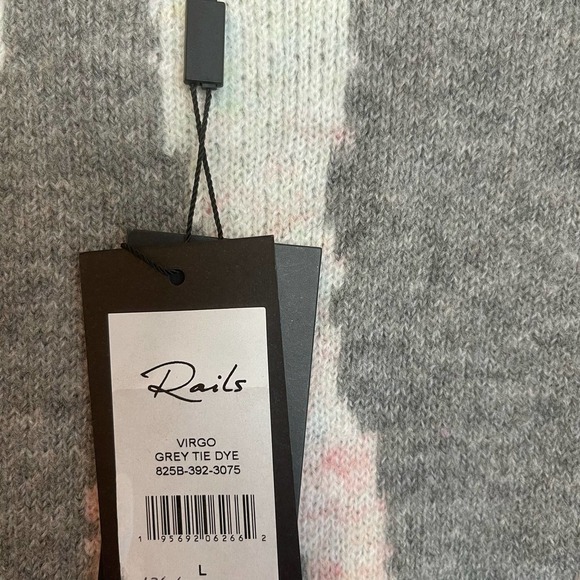 Rails
VIRGO
GREY TIE DYE
825B-392-3075
1 95692 06266 2
L